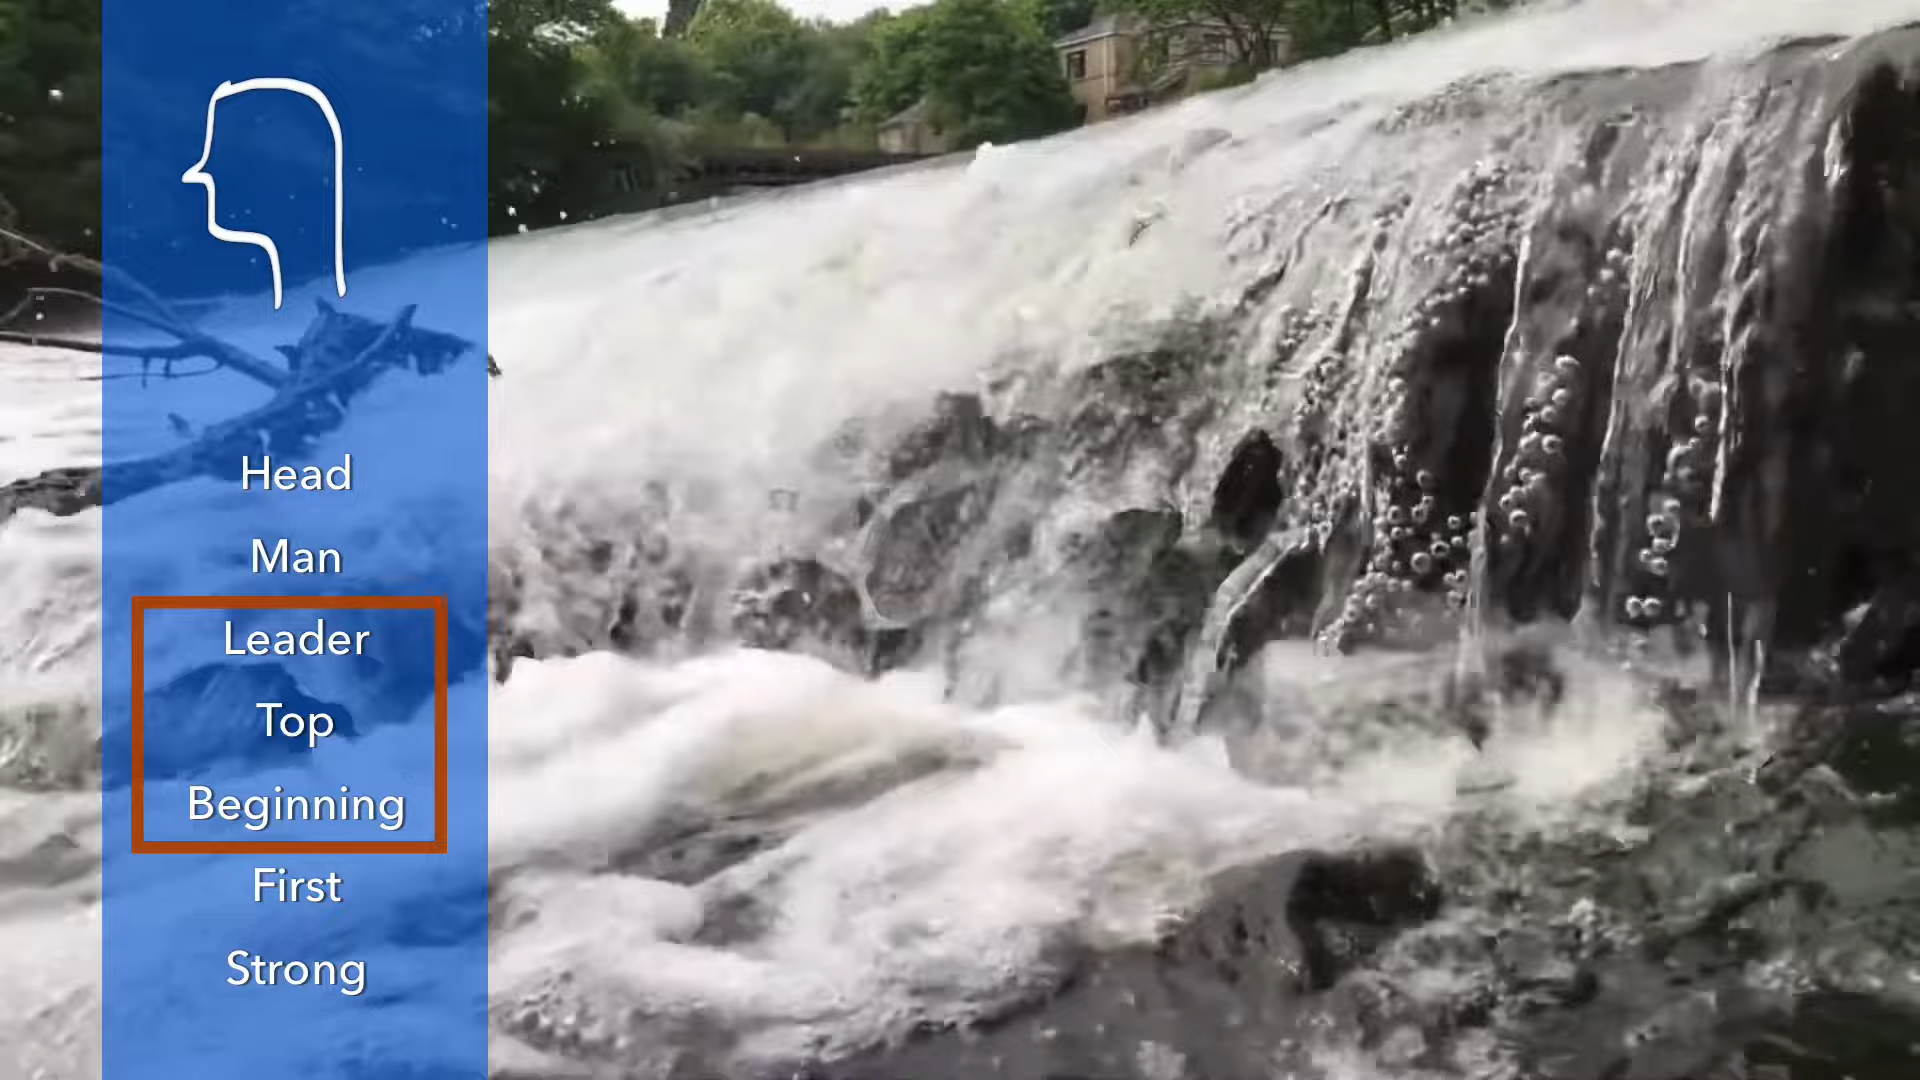 Head
Man
Leader
Top
Beginning
First
Strong